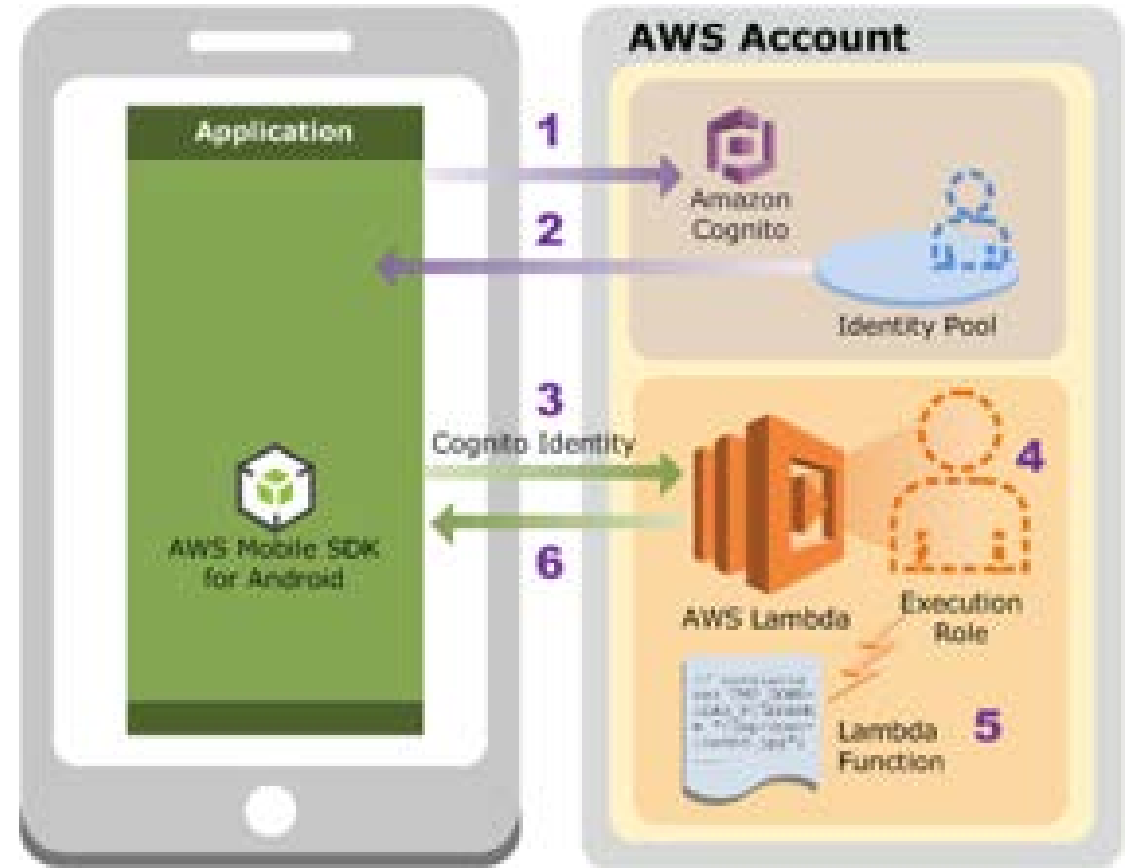 AWS Account
Application
1
Amazon
Cognito
2
Identity Pool
3
Cognito Identity
4
AWS Mobile SDK
for Android
6
AWS Lambda
Execution
Role
Lambda
Function
5